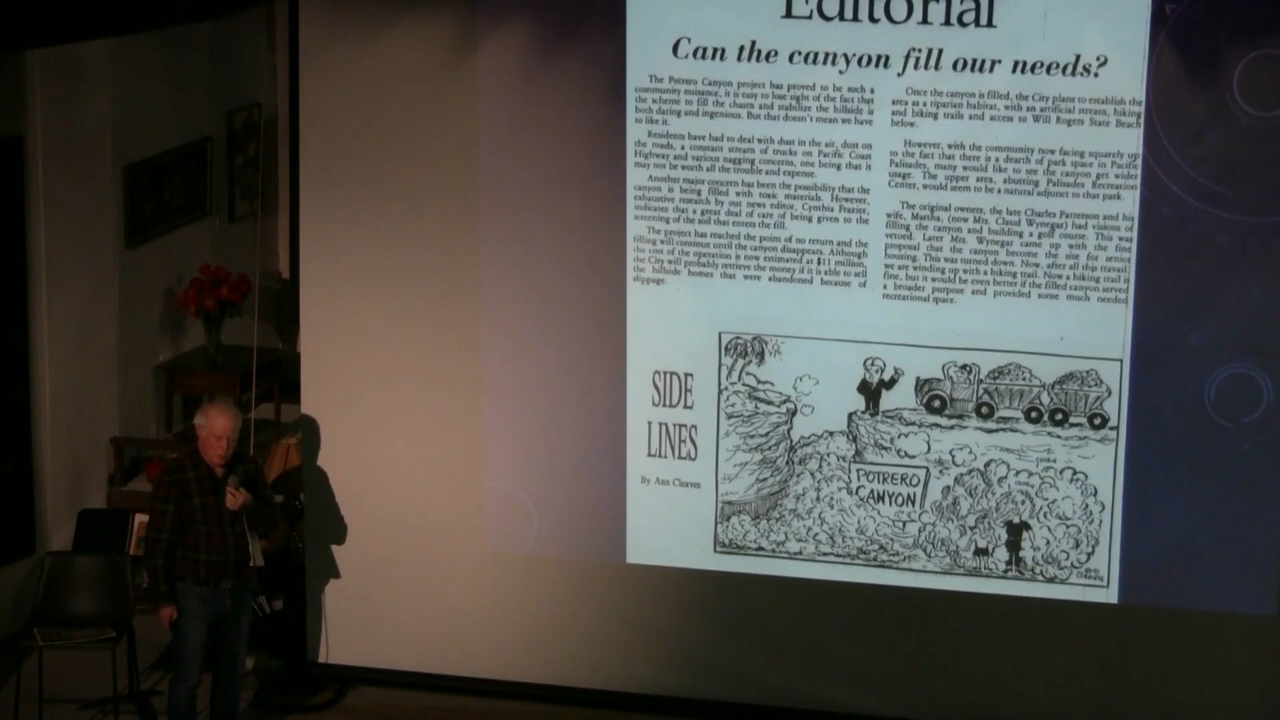 Editorial
Can the canyon fill our needs?
The Potrero Canyon project has proved to be such a
community nuisance, it is easy to lose sight of the fact that
the scheme to fill the chasm and stabilize the hillside is
both daring and ingenious. But that doesn't mean we have
to like it.
Residents have had to deal with dust in the air, dust on
the roads, a constant stream of trucks on Pacific Coast
Highway and various nagging concerns, one being that it
may not be worth all the trouble and expense.
Another major concern has been the possibility that the
canyon is being filled with toxic materials. However,
exhaustive research by our news editor, Cynthia Frazier,
indicates that a great deal of care of being given to the
screening of the soil that enters the fill.
The project has reached the point of no return and the
filling will continue until the canyon disappears. Although
the cost of the operation is now estimated at $11 million,
the City will probably retrieve the money if it is able to sell
the hillside homes that were abandoned because of
slippage.
Once the canyon is filled, the City plans to establish the
area as a riparian habitat, with an artificial stream, hiking
and biking trails and access to Will Rogers State Beach
below.
However, with the community now facing squarely up
to the fact that there is a dearth of park space in Pacific
Palisades, many would like to see the canyon get wider
usage. The upper area, abutting Palisades Recreation
Center, would seem to be a natural adjunct to that park.
The original owners, the late Charles Patterson and his
wife, Martha, (now Mrs. Claud Wynegar) had visions of
filling the canyon and building a golf course. This was
vetoed. Later Mrs. Wynegar came up with the fine
proposal that the canyon become the site for senior
housing. This was turned down. Now, after all this travail,
we are winding up with a hiking trail. Now a hiking trail is
fine, but it would be even better if the filled canyon served
a broader purpose and provided some much needed
recreational space.
SIDE
LINES
By Ann Cleaves
POTRERO
CANYON